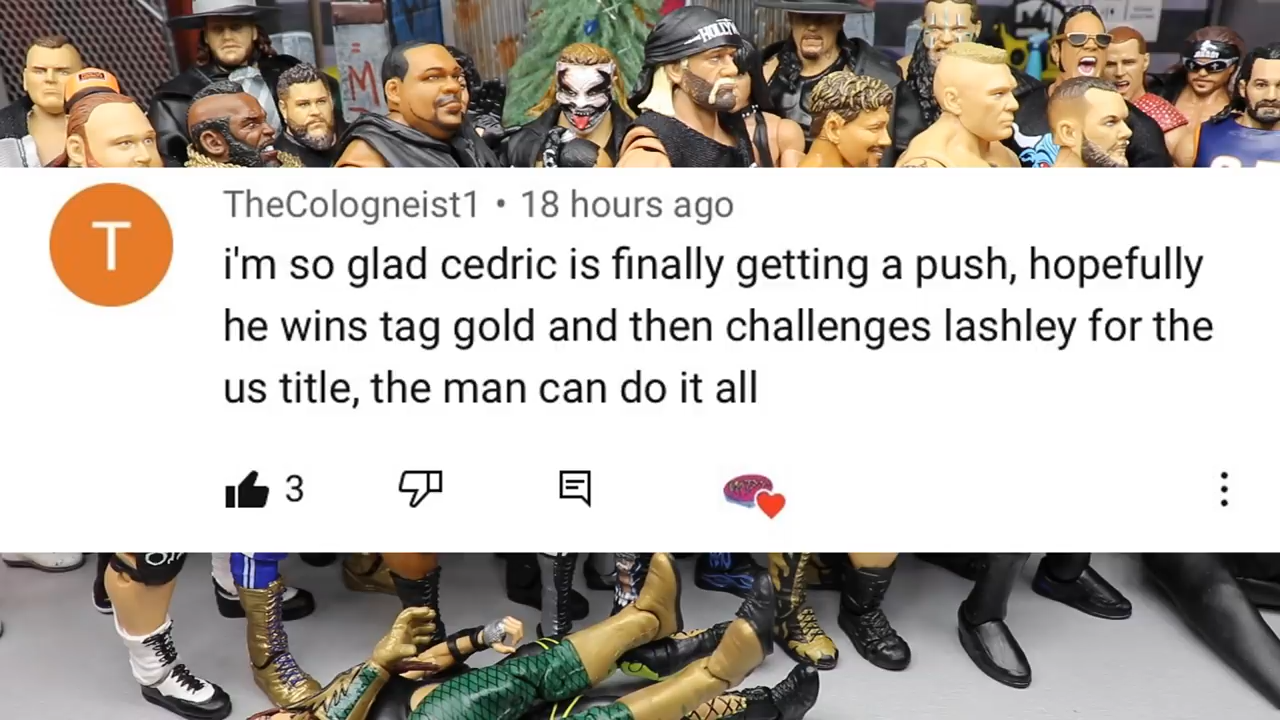 HOLLYW
M
TheCologneist1 • 18 hours ago
T
i'm so glad cedric is finally getting a push, hopefully
he wins tag gold and then challenges lashley for the
us title, the man can do it all
3